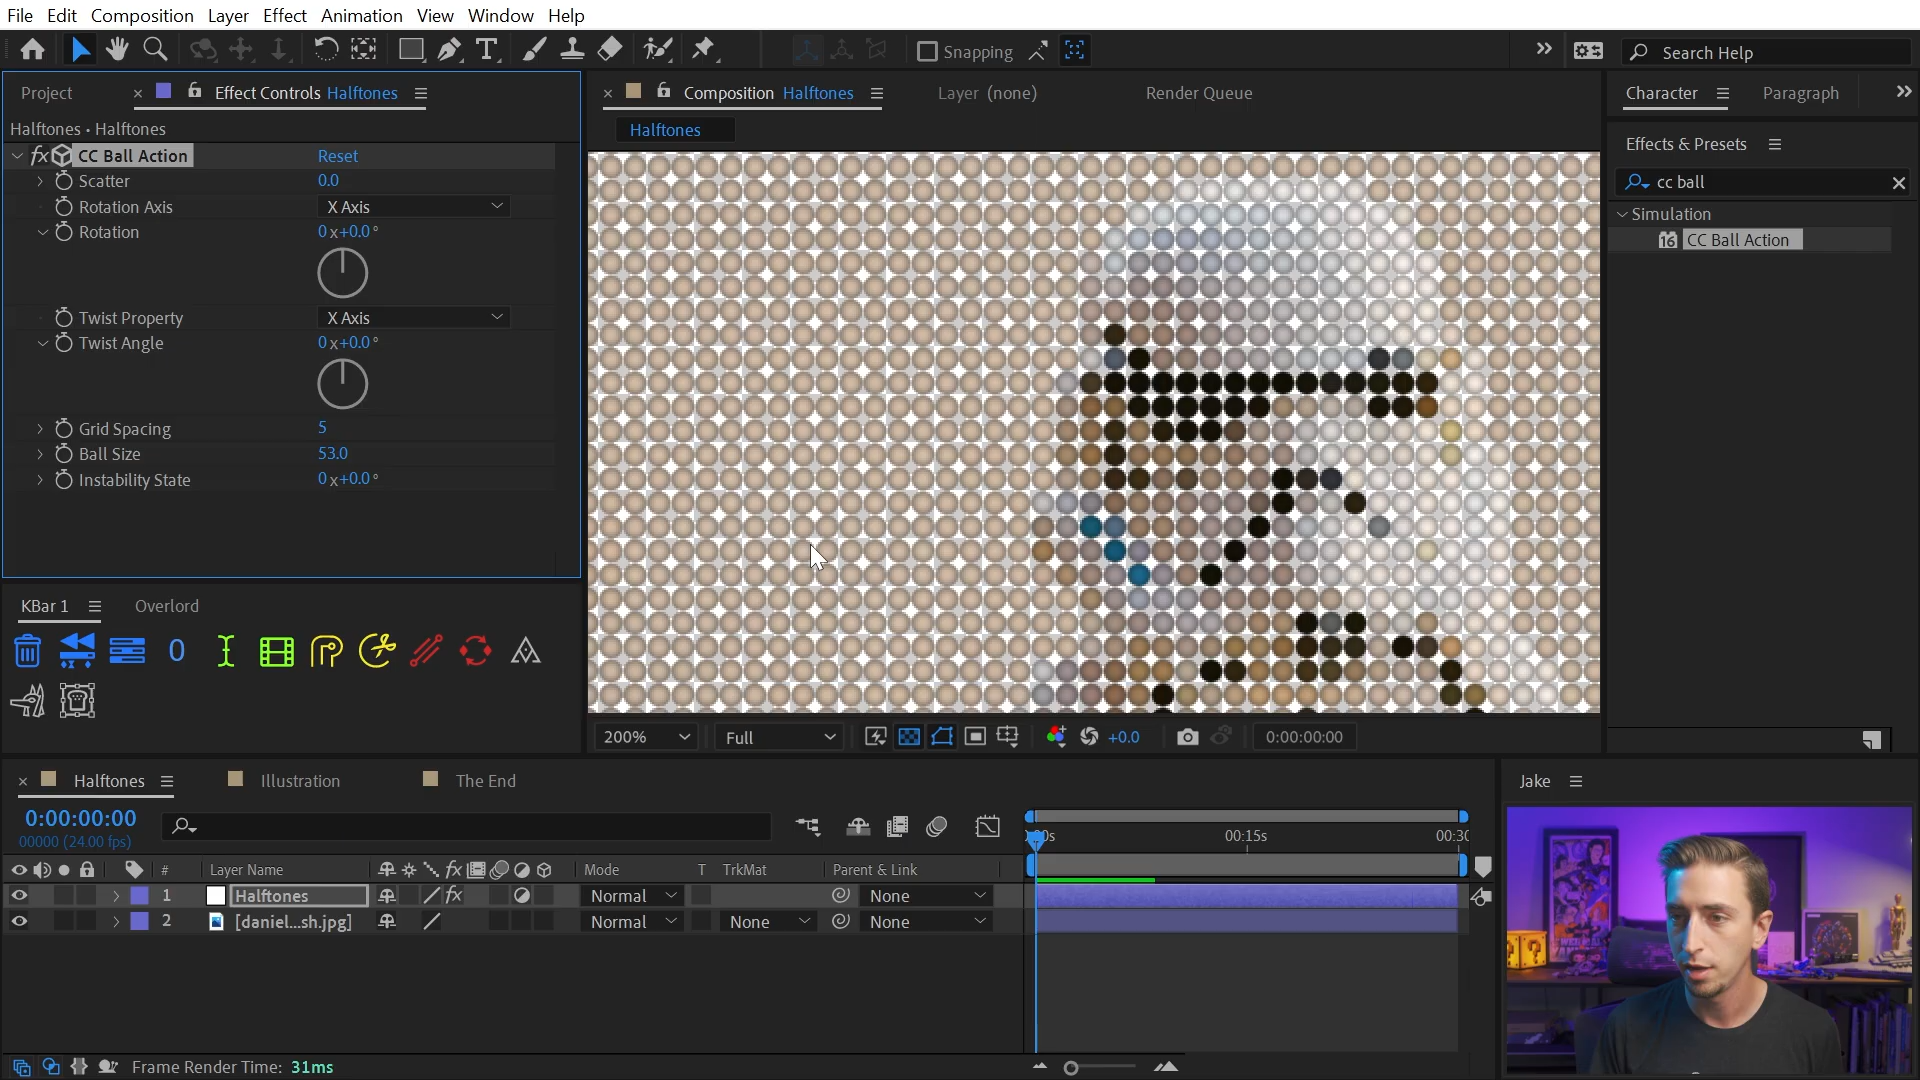 File Edit Composition Layer Effect Animation View Window Help
Snapping
Search Help
Project
Effect Controls Halftones
Composition Halftones
Layer (none)
Render Queue
Character
Paragraph
Halftones • Halftones
Halftones
Effects & Presets
fx CC Ball Action Reset
cc ball
Scatter 0.0
Simulation
Rotation Axis X Axis
CC Ball Action
Rotation 0x+0.0°
Twist Property X Axis
Twist Angle 0x+0.0°
Grid Spacing 5
Ball Size 53.0
Instability State 0x+0.0°
KBar 1
Overlord
0
200%
Full
+0.0
0:00:00:00
Halftones
Illustration
The End
Jake
0:00:00:00
00000 (24.00 fps)
00:15s
# Layer Name fx Mode T TrkMat Parent & Link
1 Halftones fx Normal None
2 [daniel...sh.jpg] Normal None None
Frame Render Time: 31ms